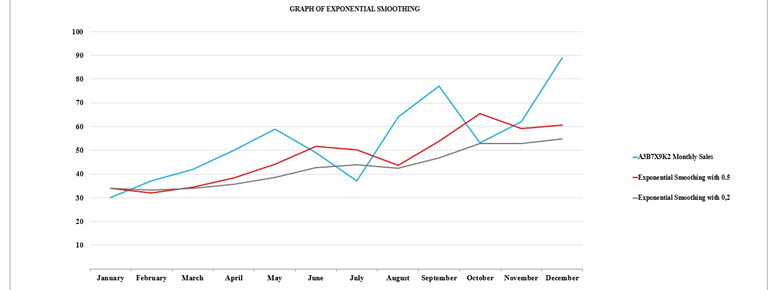 GRAPH OF EXPONENTIAL SMOOTHING
100
90
80
70
60
50
40
30
20
10
January February March April May June July August September October November December
A3B7X9K2 Monthly Sales
Exponential Smoothing with 0.5
Exponential Smoothing with 0,2